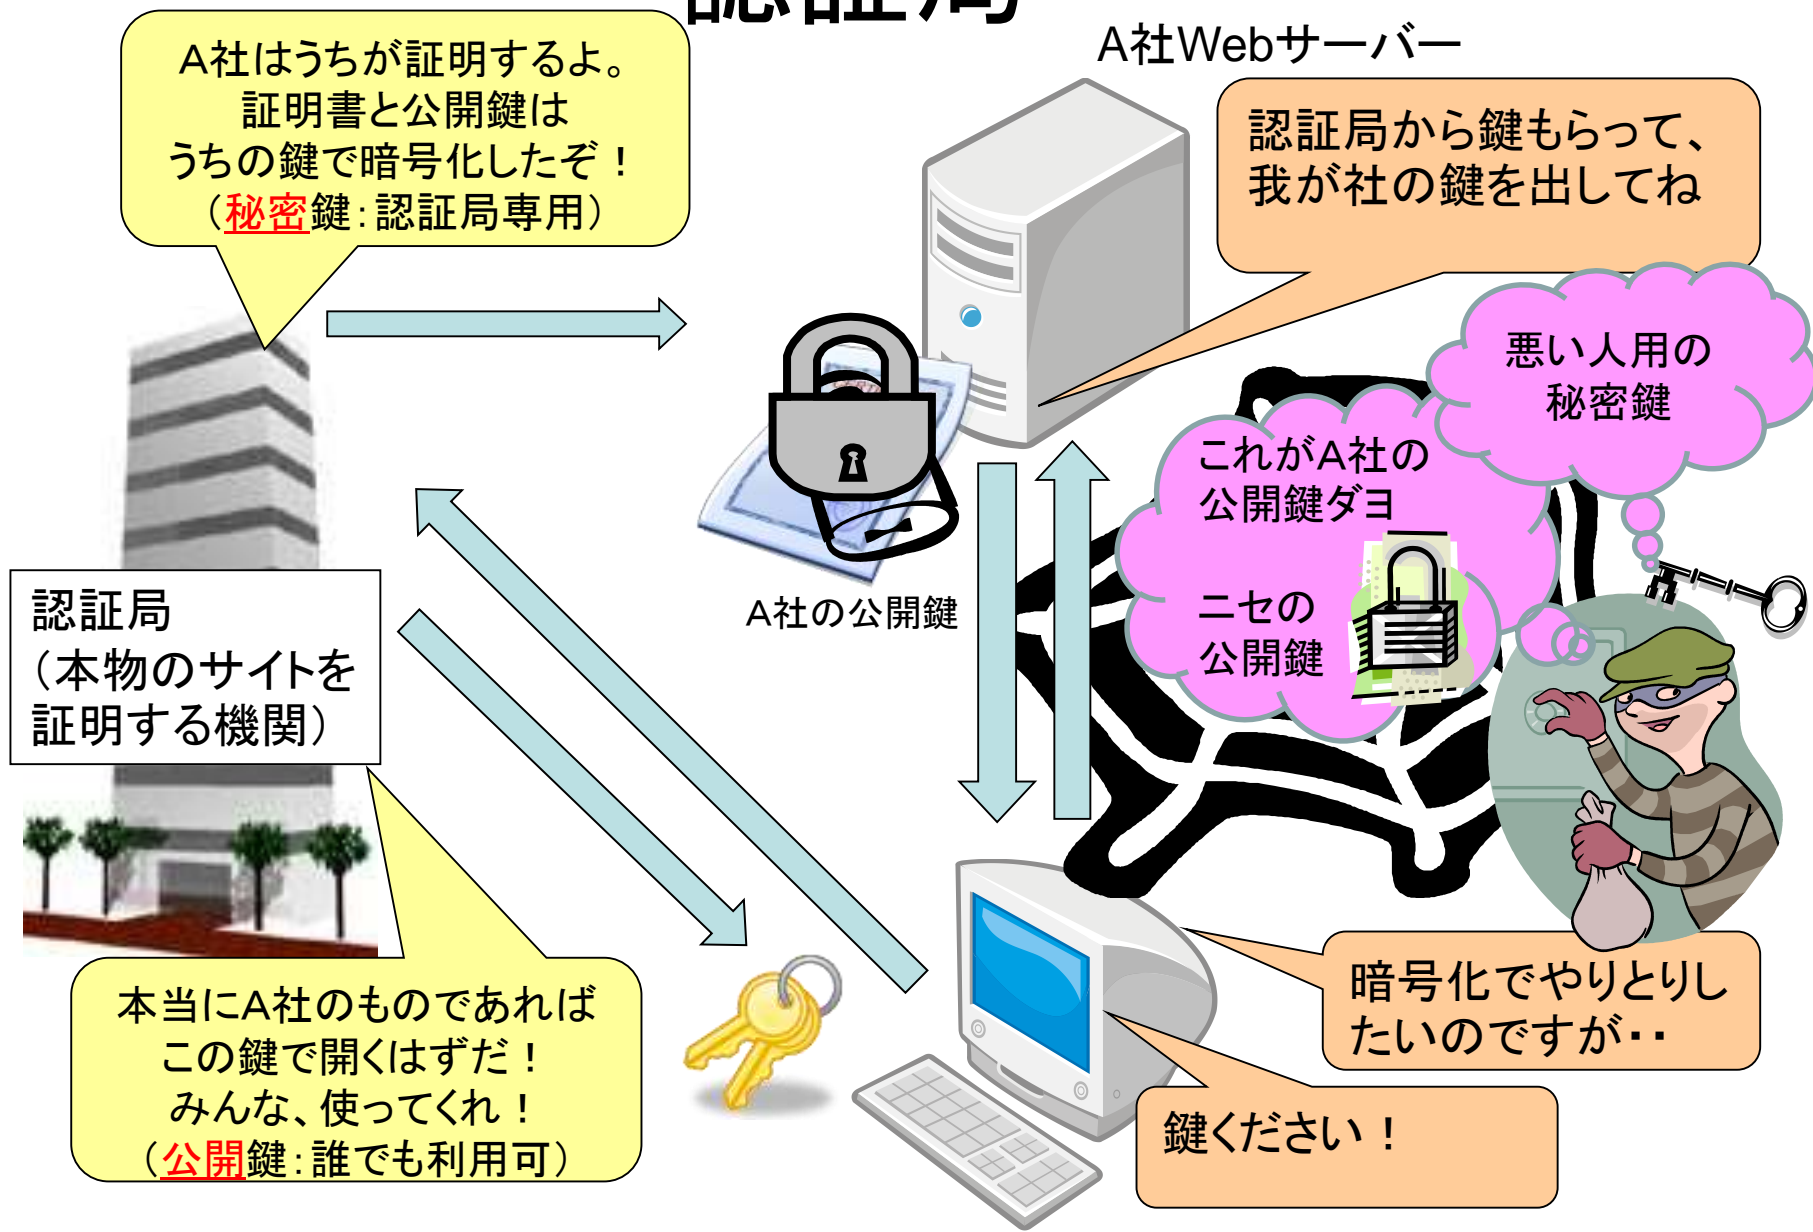 認証局
A社Webサーバー
A社はうちが証明するよ。
証明書と公開鍵は
うちの鍵で暗号化したぞ！
（秘密鍵：認証局専用）
認証局から鍵もらって、
我が社の鍵を出してね
悪い人用の
秘密鍵
これがA社の
公開鍵ダヨ
ニセの
公開鍵
A社の公開鍵
認証局
（本物のサイトを
証明する機関）
本当にA社のものであれば
この鍵で開くはずだ！
みんな、使ってくれ！
（公開鍵：誰でも利用可）
暗号化でやりとりし
たいのですが・・
鍵ください！